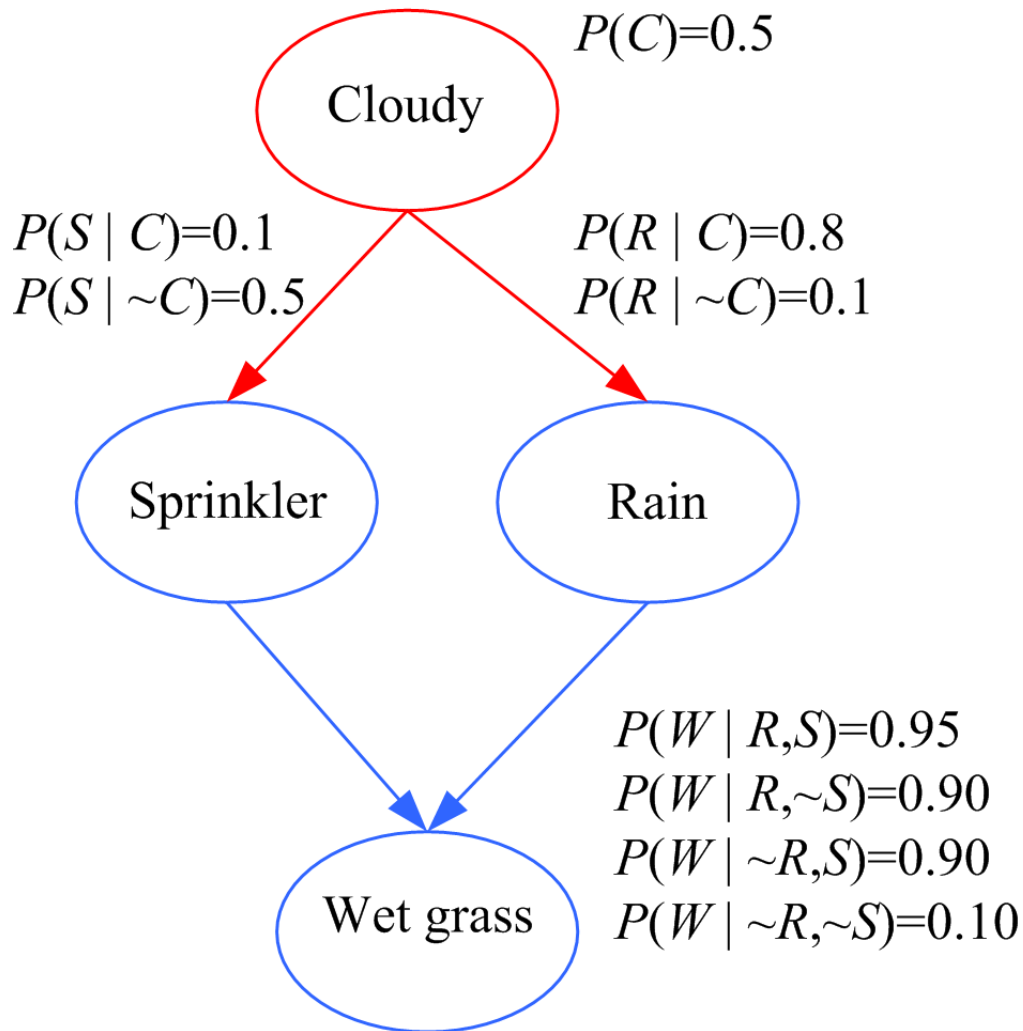 P(C)=0.5
Cloudy
P(S | C)=0.1
P(S | ~C)=0.5
P(R | C)=0.8
P(R | ~C)=0.1
Sprinkler
Rain
P(W | R,S)=0.95
P(W | R,~S)=0.90
P(W | ~R,S)=0.90
P(W | ~R,~S)=0.10
Wet grass